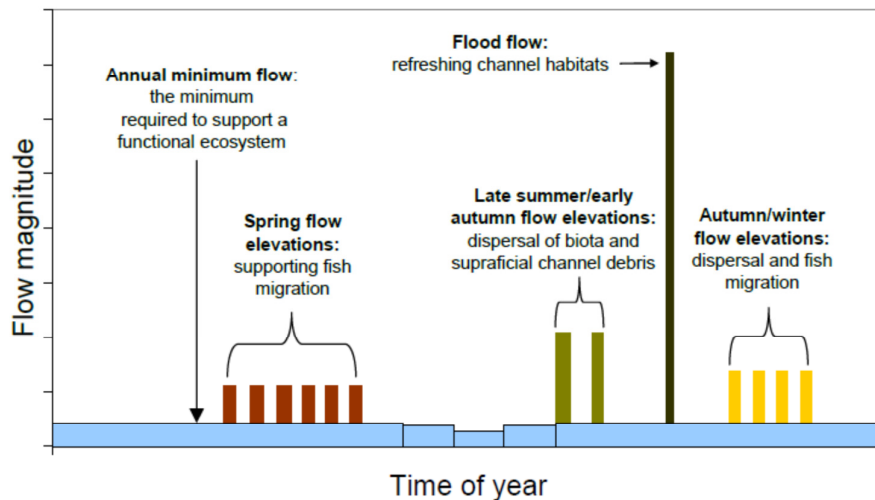 Flood flow:
refreshing channel habitats
Annual minimum flow:
the minimum
required to support a
functional ecosystem
Late summer/early
autumn flow elevations:
dispersal of biota and
supraficial channel debris
Spring flow
elevations:
supporting fish
migration
Autumn/winter
flow elevations:
dispersal and fish
migration
Flow magnitude
Time of year